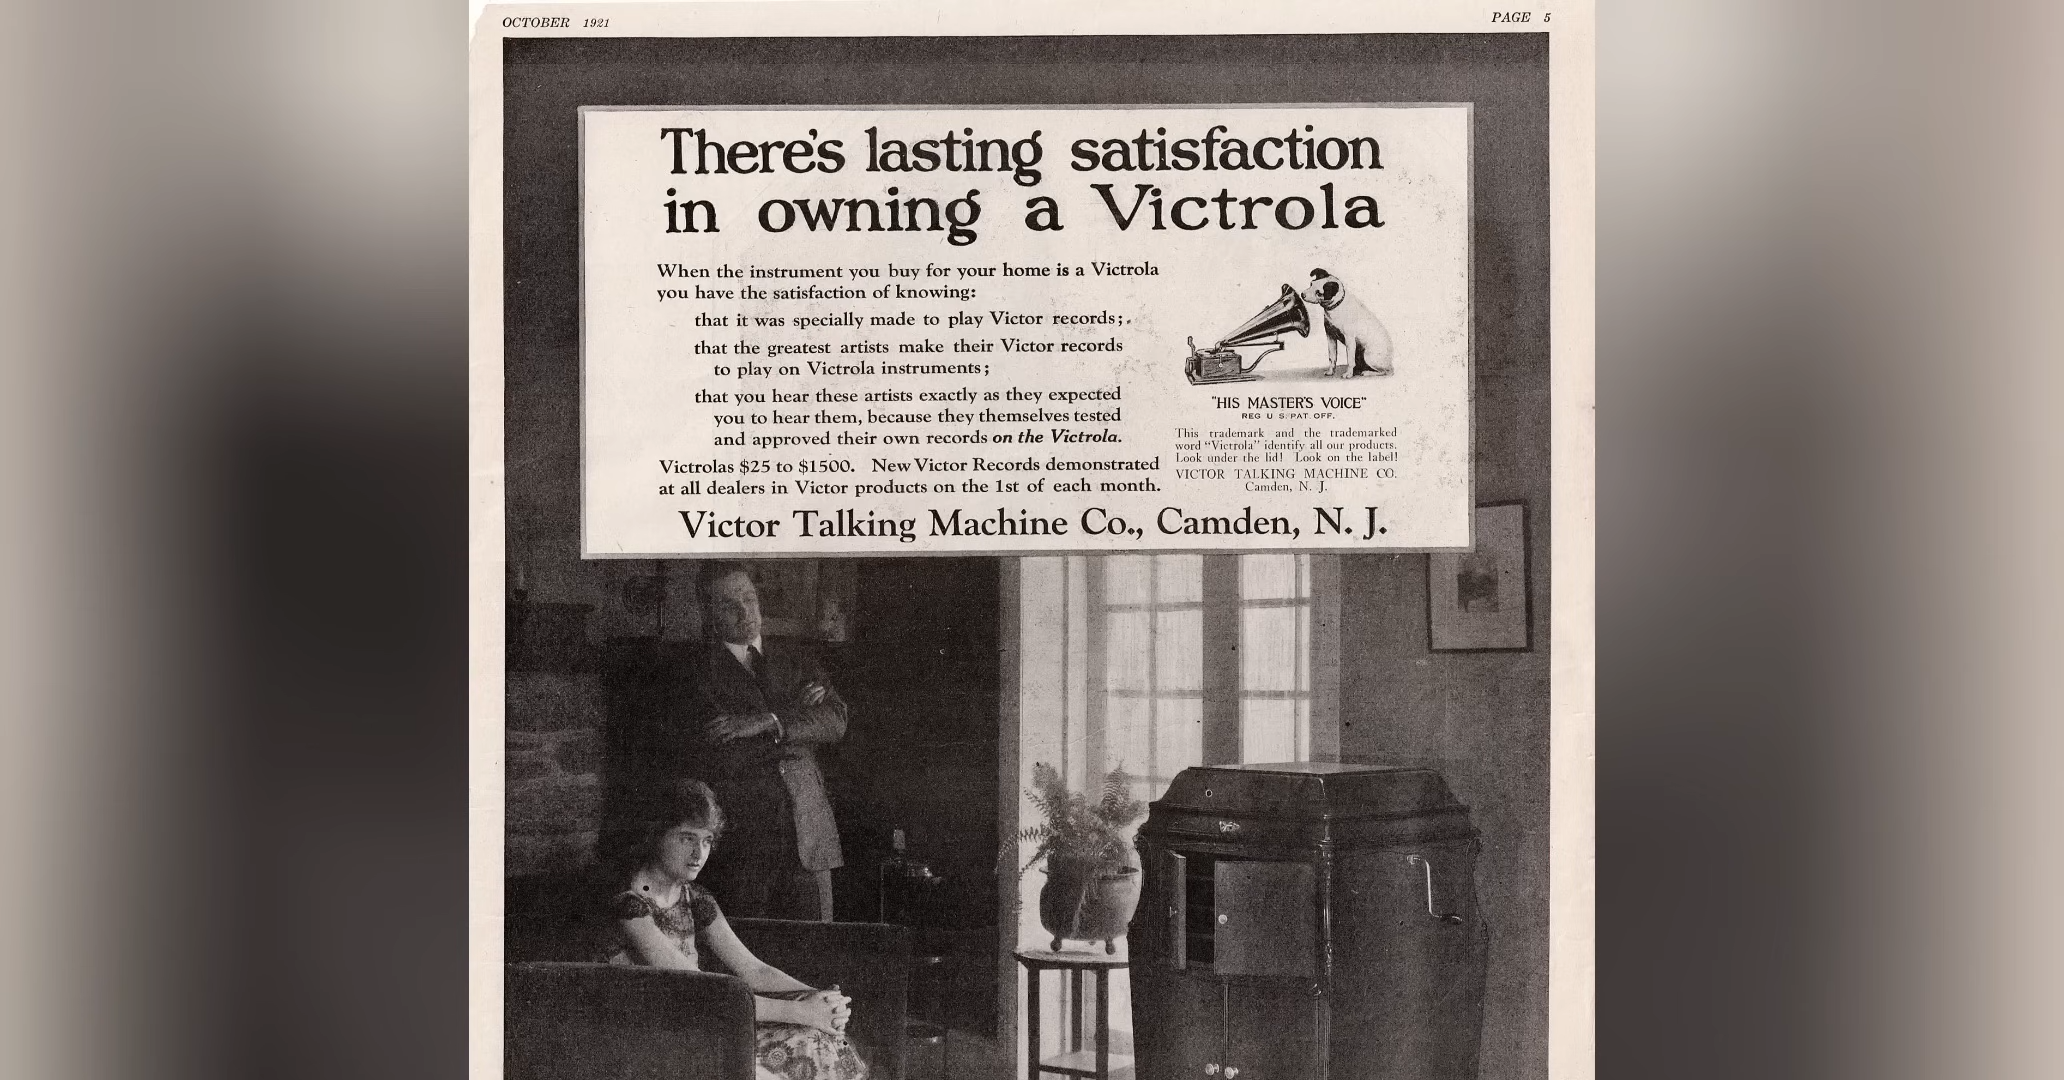 OCTOBER 1921
PAGE 5
There's lasting satisfaction
in owning a Victrola
When the instrument you buy for your home is a Victrola
you have the satisfaction of knowing:
that it was specially made to play Victor records;
that the greatest artists make their Victor records
to play on Victrola instruments;
that you hear these artists exactly as they expected
you to hear them, because they themselves tested
and approved their own records on the Victrola.
Victrolas $25 to $1500. New Victor Records demonstrated
at all dealers in Victor products on the 1st of each month.
"HIS MASTER'S VOICE"
REG U S. PAT. OFF.
This trademark and the trademarked
word "Victrola" identify all our products.
Look under the lid! Look on the label!
VICTOR TALKING MACHINE CO.
Camden, N. J.
Victor Talking Machine Co., Camden, N. J.